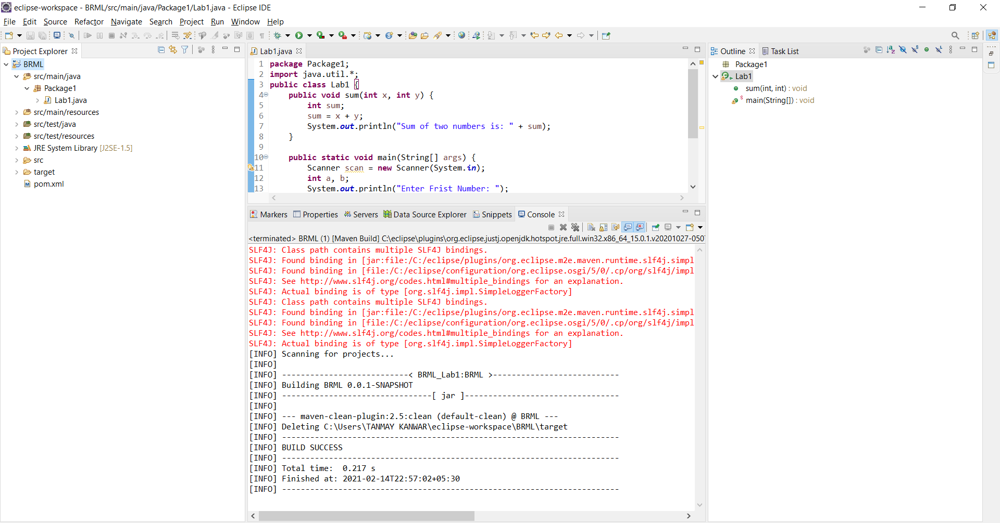 eclipse-workspace - BRML/src/main/java/Package1/Lab1.java - Eclipse IDE
File Edit Source Refactor Navigate Search Project Run Window Help
Project Explorer
BRML
src/main/java
Package1
Lab1.java
src/main/resources
src/test/java
src/test/resources
JRE System Library [J2SE-1.5]
src
target
pom.xml
Lab1.java
1 package Package1;
2 import java.util.*;
3 public class Lab1 {
4 public void sum(int x, int y) {
5 int sum;
6 sum = x + y;
7 System.out.println("Sum of two numbers is: " + sum);
8 }
9
10 public static void main(String[] args) {
11 Scanner scan = new Scanner(System.in);
12 int a, b;
13 System.out.println("Enter Frist Number: ");
Markers Properties Servers Data Source Explorer Snippets Console
<terminated> BRML (1) [Maven Build] C:\eclipse\plugins\org.eclipse.justj.openjdk.hotspot.jre.full.win32.x86_64_15.0.1.v20201027-050
SLF4J: Class path contains multiple SLF4J bindings.
SLF4J: Found binding in [jar:file:/C:/eclipse/plugins/org.eclipse.m2e.maven.runtime.slf4j.simpl
SLF4J: Found binding in [file:/C:/eclipse/configuration/org.eclipse.osgi/5/0/.cp/org/slf4j/impl
SLF4J: See http://www.slf4j.org/codes.html#multiple_bindings for an explanation.
SLF4J: Actual binding is of type [org.slf4j.impl.SimpleLoggerFactory]
SLF4J: Class path contains multiple SLF4J bindings.
SLF4J: Found binding in [jar:file:/C:/eclipse/plugins/org.eclipse.m2e.maven.runtime.slf4j.simpl
SLF4J: Found binding in [file:/C:/eclipse/configuration/org.eclipse.osgi/5/0/.cp/org/slf4j/impl
SLF4J: See http://www.slf4j.org/codes.html#multiple_bindings for an explanation.
SLF4J: Actual binding is of type [org.slf4j.impl.SimpleLoggerFactory]
[INFO] Scanning for projects...
[INFO]
[INFO] ---------------------------< BRML_Lab1:BRML >---------------------------
[INFO] Building BRML 0.0.1-SNAPSHOT
[INFO] --------------------------------[ jar ]---------------------------------
[INFO]
[INFO] --- maven-clean-plugin:2.5:clean (default-clean) @ BRML ---
[INFO] Deleting C:\Users\TANMAY KANWAR\eclipse-workspace\BRML\target
[INFO] ------------------------------------------------------------------------
[INFO] BUILD SUCCESS
[INFO] ------------------------------------------------------------------------
[INFO] Total time:  0.217 s
[INFO] Finished at: 2021-02-14T22:57:02+05:30
[INFO] ------------------------------------------------------------------------
Outline Task List
Package1
Lab1
sum(int, int) : void
main(String[]) : void